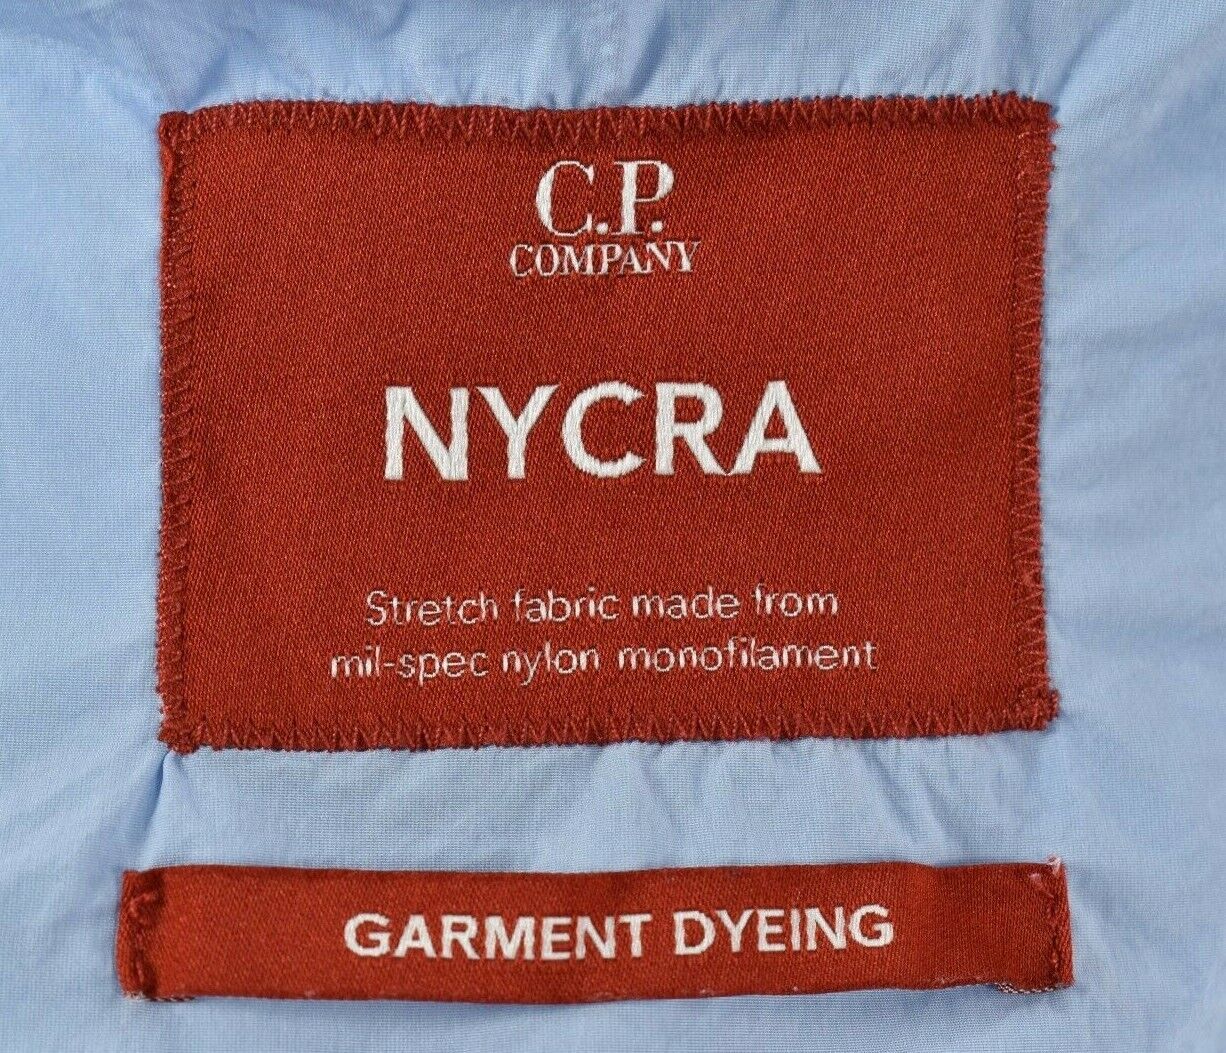 C.P.
COMPANY
NYCRA
Stretch fabric made from
mil-spec nylon monofilament
GARMENT DYEING